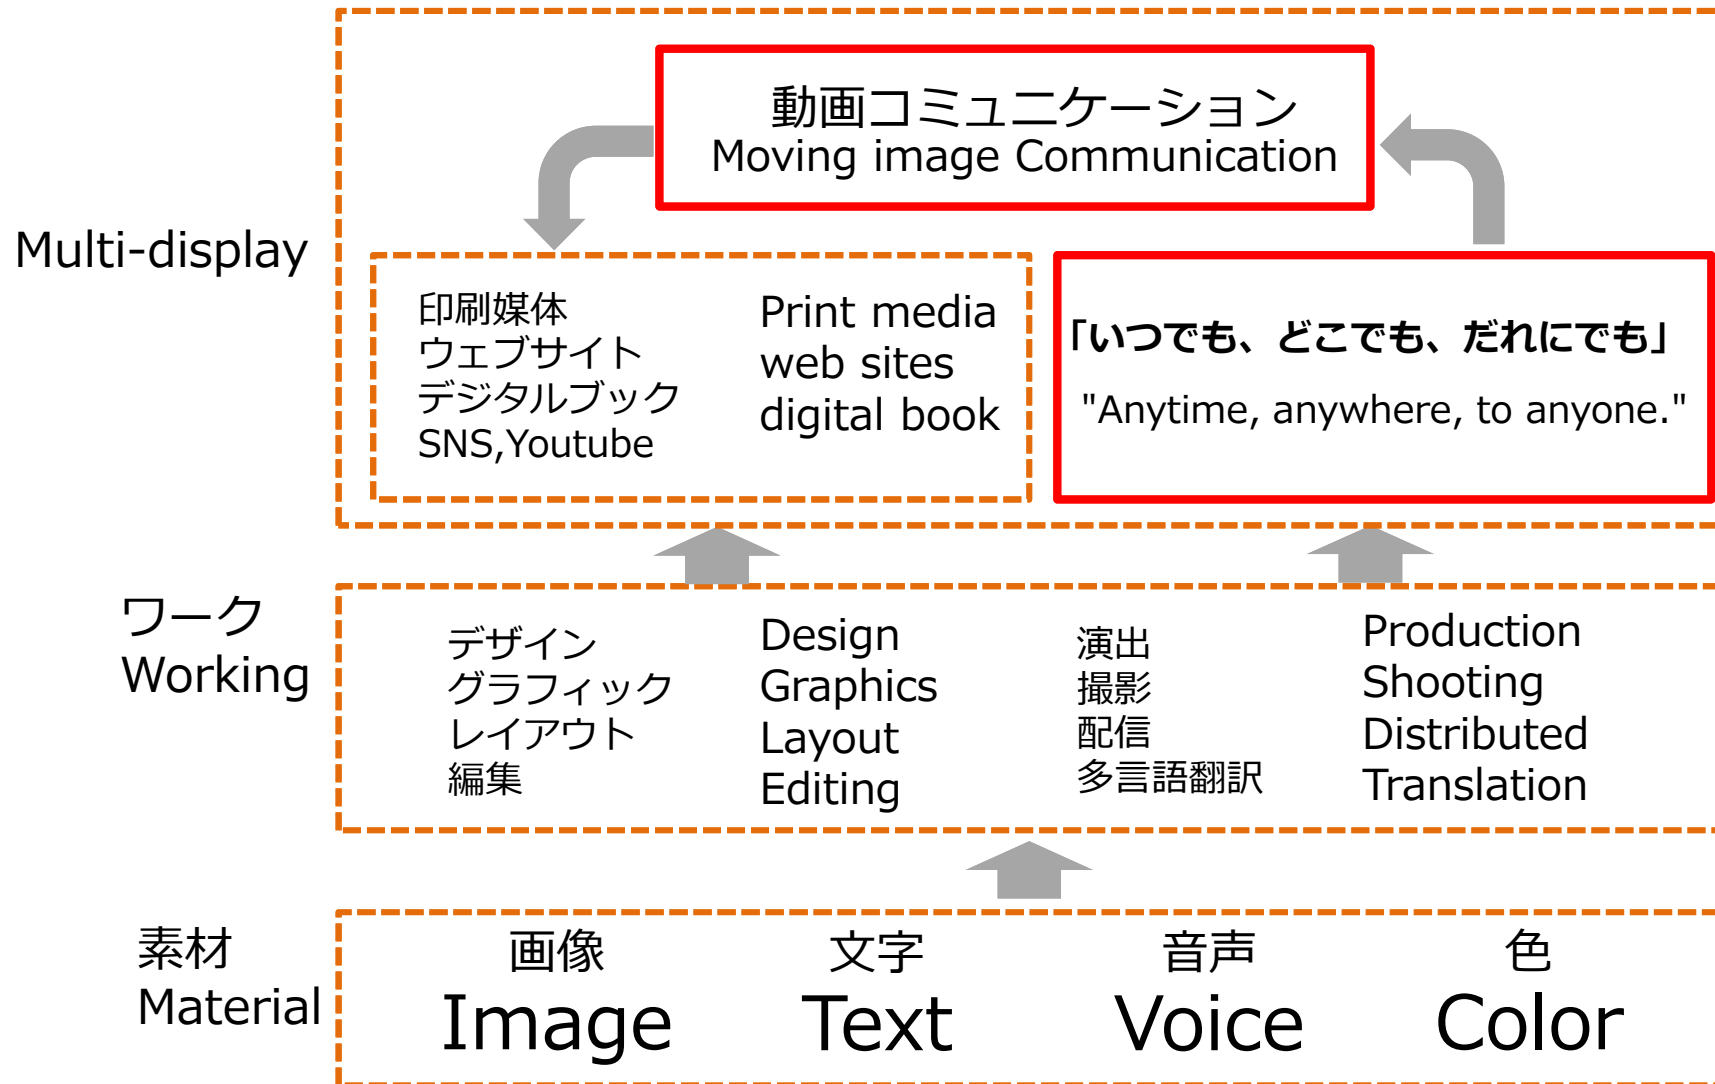 動画コミュニケーション
Moving image Communication
Multi-display
印刷媒体
ウェブサイト
デジタルブック
SNS,Youtube
Print media
web sites
digital book
「いつでも、どこでも、だれにでも」
"Anytime, anywhere, to anyone."
ワーク
Working
デザイン
グラフィック
レイアウト
編集
Design
Graphics
Layout
Editing
演出
撮影
配信
多言語翻訳
Production
Shooting
Distributed
Translation
素材
Material
画像
Image
文字
Text
音声
Voice
色
Color